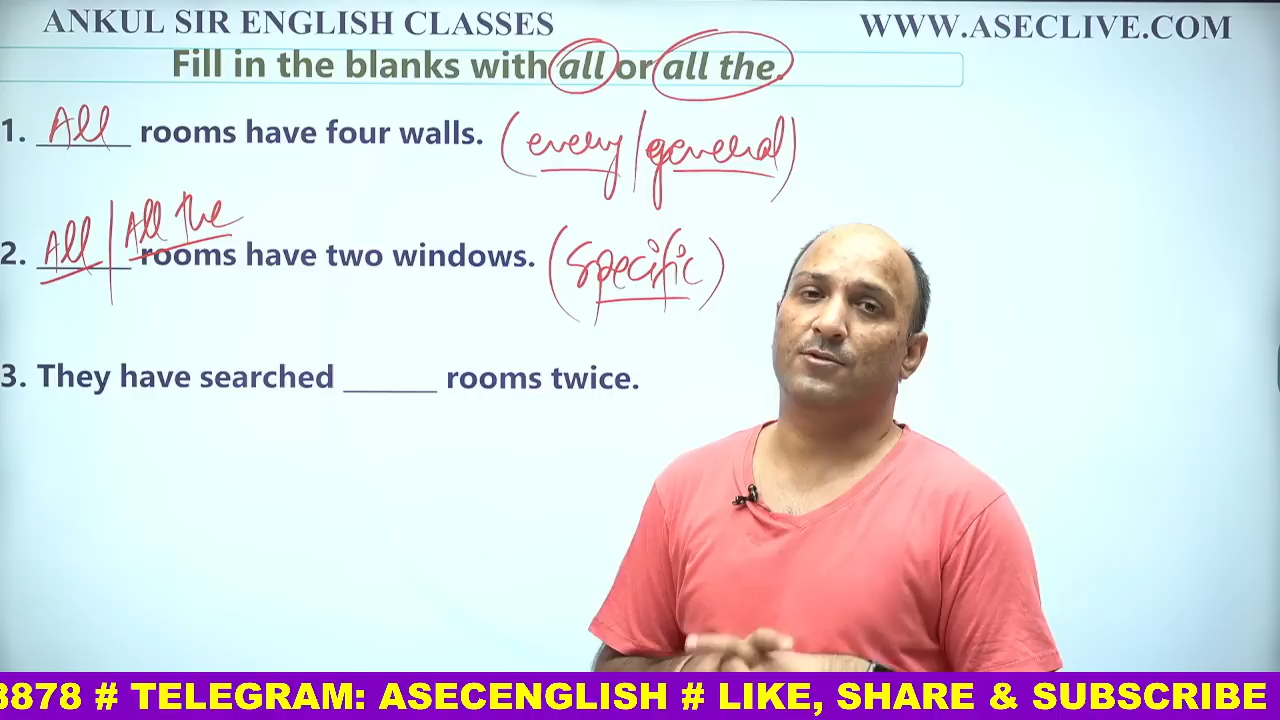 ANKUL SIR ENGLISH CLASSES
WWW.ASECLIVE.COM
Fill in the blanks with all or all the.
1. All rooms have four walls. (every/general)
2. All / All the rooms have two windows. (specific)
3. They have searched ______ rooms twice.
8878 # TELEGRAM: ASECENGLISH # LIKE, SHARE & SUBSCRIBE